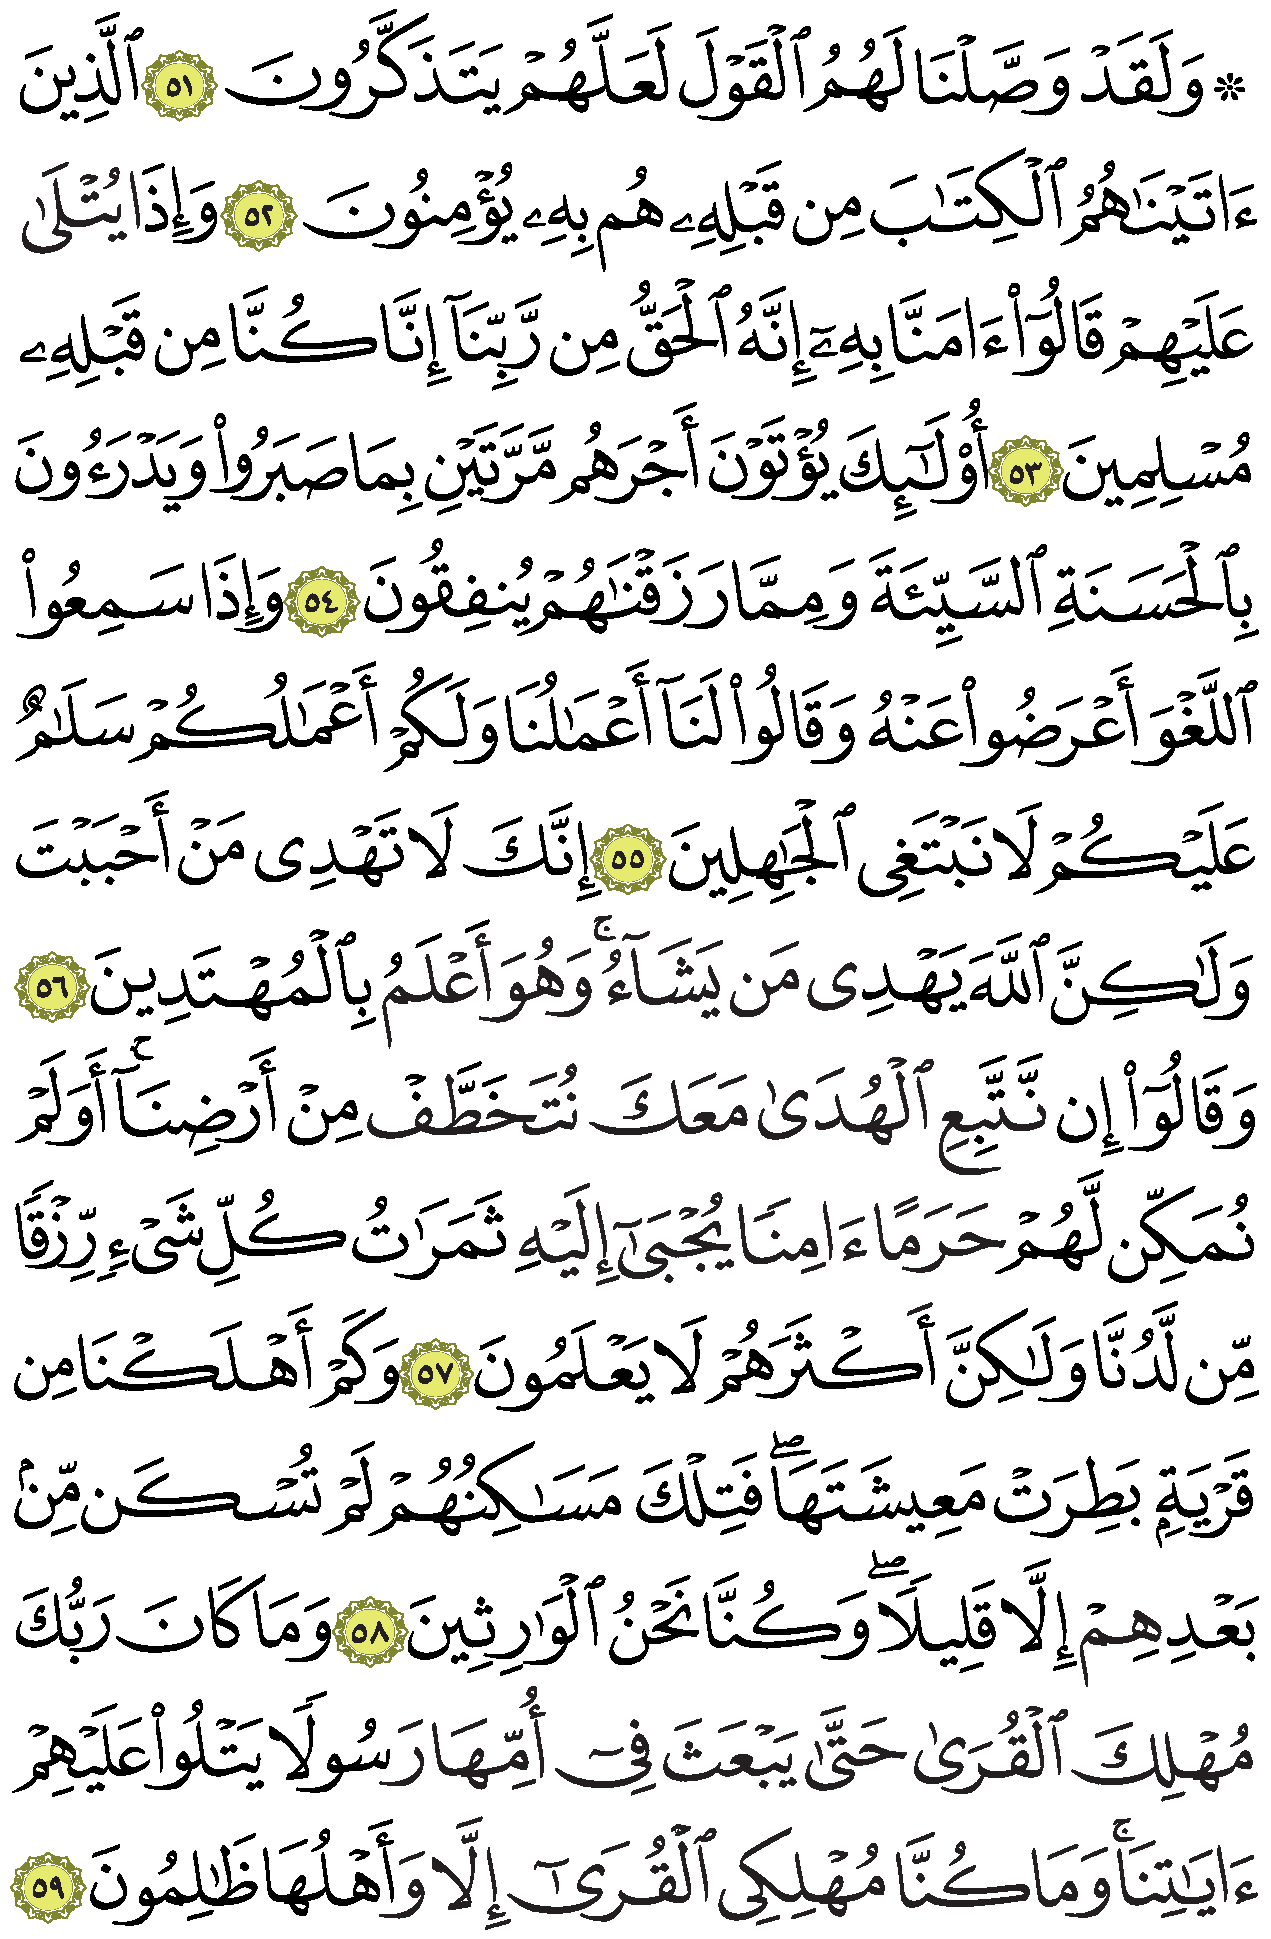 ۞ وَلَقَدْ وَصَّلْنَا لَهُمُ ٱلْقَوْلَ لَعَلَّهُمْ يَتَذَكَّرُونَ ٥١ ٱلَّذِينَ
ءَاتَيْنَٰهُمُ ٱلْكِتَٰبَ مِن قَبْلِهِۦ هُم بِهِۦ يُؤْمِنُونَ ٥٢ وَإِذَا يُتْلَىٰ
عَلَيْهِمْ قَالُوٓا۟ ءَامَنَّا بِهِۦٓ إِنَّهُ ٱلْحَقُّ مِن رَّبِّنَآ إِنَّا كُنَّا مِن قَبْلِهِۦ
مُسْلِمِينَ ٥٣ أُو۟لَٰٓئِكَ يُؤْتَوْنَ أَجْرَهُم مَّرَّتَيْنِ بِمَا صَبَرُوا۟ وَيَدْرَءُونَ
بِٱلْحَسَنَةِ ٱلسَّيِّئَةَ وَمِمَّا رَزَقْنَٰهُمْ يُنفِقُونَ ٥٤ وَإِذَا سَمِعُوا۟
ٱللَّغْوَ أَعْرَضُوا۟ عَنْهُ وَقَالُوا۟ لَنَآ أَعْمَٰلُنَا وَلَكُمْ أَعْمَٰلُكُمْ سَلَٰمٌ
عَلَيْكُمْ لَا نَبْتَغِى ٱلْجَٰهِلِينَ ٥٥ إِنَّكَ لَا تَهْدِى مَنْ أَحْبَبْتَ
وَلَٰكِنَّ ٱللَّهَ يَهْدِى مَن يَشَآءُ ۚ وَهُوَ أَعْلَمُ بِٱلْمُهْتَدِينَ ٥٦
وَقَالُوٓا۟ إِن نَّتَّبِعِ ٱلْهُدَىٰ مَعَكَ نُتَخَطَّفْ مِنْ أَرْضِنَآ ۚ أَوَلَمْ
نُمَكِّن لَّهُمْ حَرَمًا ءَامِنًا يُجْبَىٰٓ إِلَيْهِ ثَمَرَٰتُ كُلِّ شَىْءٍ رِّزْقًا
مِّن لَّدُنَّا وَلَٰكِنَّ أَكْثَرَهُمْ لَا يَعْلَمُونَ ٥٧ وَكَمْ أَهْلَكْنَا مِن
قَرْيَةٍۭ بَطِرَتْ مَعِيشَتَهَا ۖ فَتِلْكَ مَسَٰكِنُهُمْ لَمْ تُسْكَن مِّنۢ
بَعْدِهِمْ إِلَّا قَلِيلًا ۖ وَكُنَّا نَحْنُ ٱلْوَٰرِثِينَ ٥٨ وَمَا كَانَ رَبُّكَ
مُهْلِكَ ٱلْقُرَىٰ حَتَّىٰ يَبْعَثَ فِىٓ أُمِّهَا رَسُولًا يَتْلُوا۟ عَلَيْهِمْ
ءَايَٰتِنَا ۚ وَمَا كُنَّا مُهْلِكِى ٱلْقُرَىٰٓ إِلَّا وَأَهْلُهَا ظَٰلِمُونَ ٥٩